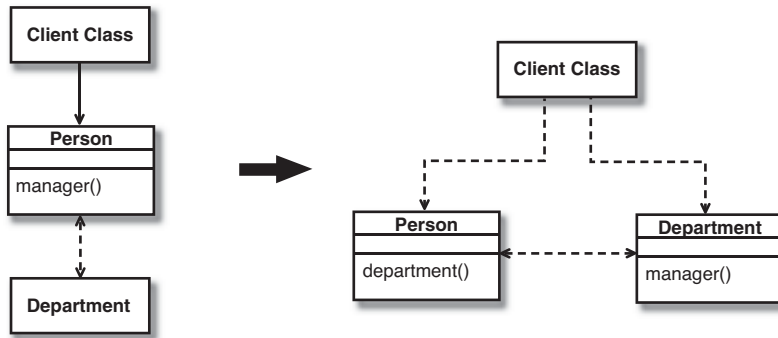 Client Class
Person
manager()
Department
Client Class
Person
department()
Department
manager()